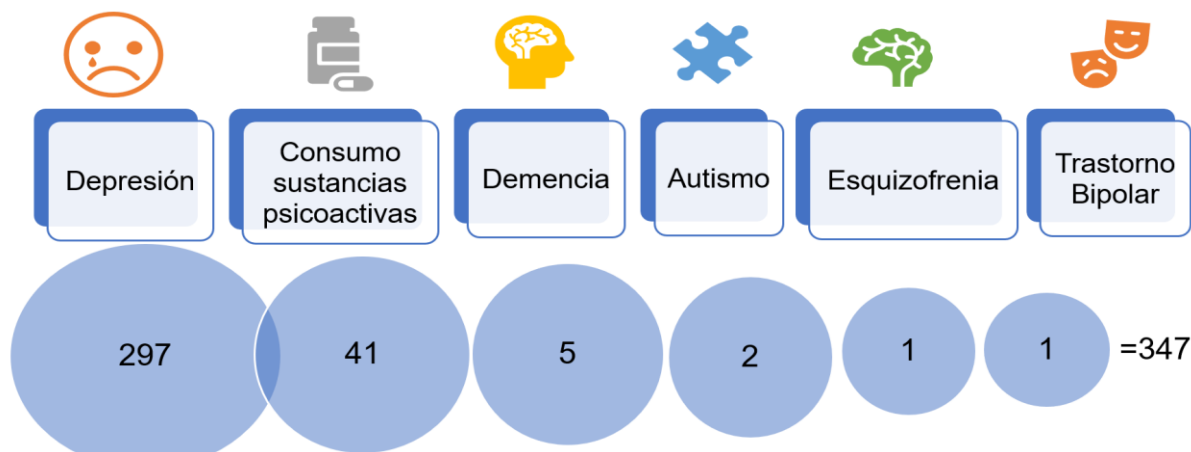 Depresión
Consumo
sustancias
psicoactivas
Demencia
Autismo
Esquizofrenia
Trastorno
Bipolar
297
41
5
2
1
1
=347